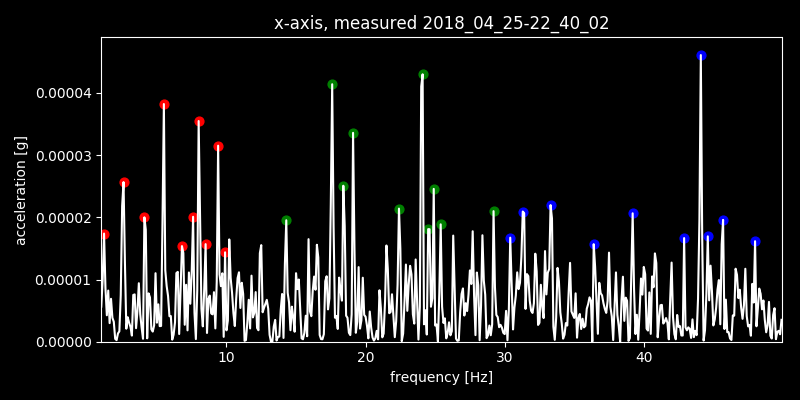 x-axis, measured 2018_04_25-22_40_02
acceleration [g]
0.00004
0.00003
0.00002
0.00001
0.00000
10 20 30 40
frequency [Hz]